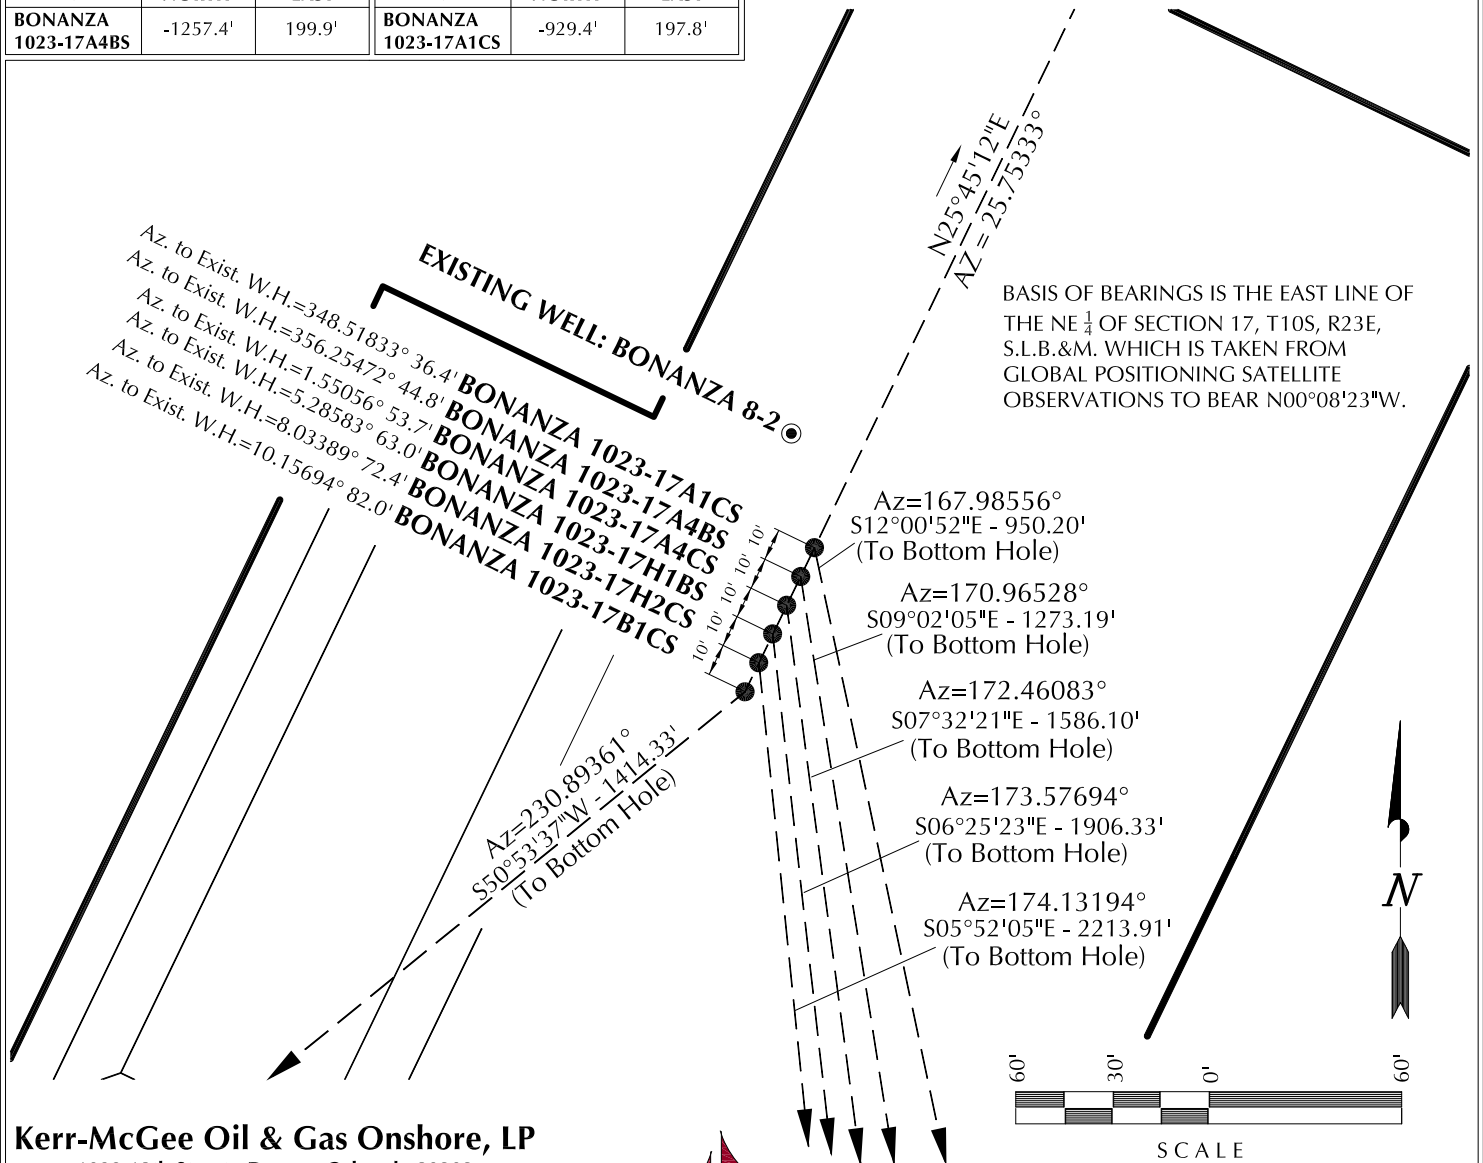 BONANZA 1023-17A4BS -1257.4' 199.9' BONANZA 1023-17A1CS -929.4' 197.8'
N25°45'12"E
AZ = 25.75333°
BASIS OF BEARINGS IS THE EAST LINE OF
THE NE 1/4 OF SECTION 17, T10S, R23E,
S.L.B.&M. WHICH IS TAKEN FROM
GLOBAL POSITIONING SATELLITE
OBSERVATIONS TO BEAR N00°08'23"W.
EXISTING WELL: BONANZA 8-2
Az. to Exist. W.H.=348.51833° 36.4' BONANZA 1023-17A1CS
Az. to Exist. W.H.=356.25472° 44.8' BONANZA 1023-17A4BS
Az. to Exist. W.H.=1.55056° 53.7' BONANZA 1023-17A4CS
Az. to Exist. W.H.=5.28583° 63.0' BONANZA 1023-17H1BS
Az. to Exist. W.H.=8.03389° 72.4' BONANZA 1023-17H2CS
Az. to Exist. W.H.=10.15694° 82.0' BONANZA 1023-17B1CS
10'
10'
10'
10'
10'
Az=167.98556°
S12°00'52"E - 950.20'
(To Bottom Hole)
Az=170.96528°
S09°02'05"E - 1273.19'
(To Bottom Hole)
Az=172.46083°
S07°32'21"E - 1586.10'
(To Bottom Hole)
Az=173.57694°
S06°25'23"E - 1906.33'
(To Bottom Hole)
Az=174.13194°
S05°52'05"E - 2213.91'
(To Bottom Hole)
Az=230.89361°
S50°53'37"W - 1414.33'
(To Bottom Hole)
N
60' 30' 0' 60'
SCALE
Kerr-McGee Oil & Gas Onshore, LP